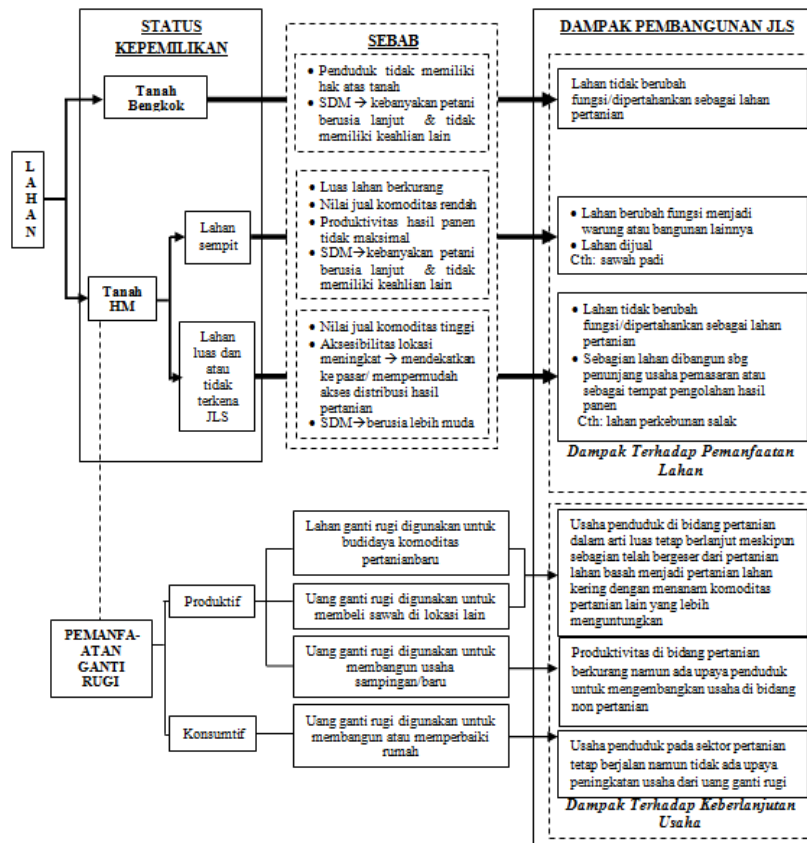 STATUS
KEPEMILIKAN
SEBAB
DAMPAK PEMBANGUNAN JLS
L
A
H
A
N
Tanah
Bengkok
• Penduduk tidak memiliki
hak atas tanah
• SDM → kebanyakan petani
berusia lanjut & tidak
memiliki keahlian lain
Lahan tidak berubah
fungsi/dipertahankan sebagai lahan
pertanian
Tanah
HM
Lahan
sempit
• Luas lahan berkurang
• Nilai jual komoditas rendah
• Produktivitas hasil panen
tidak maksimal
• SDM→kebanyakan petani
berusia lanjut & tidak
memiliki keahlian lain
• Lahan berubah fungsi menjadi
warung atau bangunan lainnya
• Lahan dijual
Cth: sawah padi
Lahan
luas dan
atau
tidak
terkena
JLS
• Nilai jual komoditas tinggi
• Aksesibilitas lokasi
meningkat → mendekatkan
ke pasar/ mempermudah
akses distribusi hasil
pertanian
• SDM→berusia lebih muda
• Lahan tidak berubah
fungsi/dipertahankan sebagai lahan
pertanian
• Sebagian lahan dibangun sbg
penunjang usaha pemasaran atau
sebagai tempat pengolahan hasil
panen
Cth: lahan perkebunan salak
Dampak Terhadap Pemanfaatan
Lahan
PEMANFA-
ATAN
GANTI
RUGI
Produktif
Lahan ganti rugi digunakan untuk
budidaya komoditas
pertanianbaru
Uang ganti rugi digunakan untuk
membeli sawah di lokasi lain
Usaha penduduk di bidang pertanian
dalam arti luas tetap berlanjut meskipun
sebagian telah bergeser dari pertanian
lahan basah menjadi pertanian lahan
kering dengan menanam komoditas
pertanian lain yang lebih
menguntungkan
Uang ganti rugi digunakan untuk
membangun usaha
sampingan/baru
Produktivitas di bidang pertanian
berkurang namun ada upaya penduduk
untuk mengembangkan usaha di bidang
non pertanian
Konsumtif
Uang ganti rugi digunakan untuk
membangun atau memperbaiki
rumah
Usaha penduduk pada sektor pertanian
tetap berjalan namun tidak ada upaya
peningkatan usaha dari uang ganti rugi
Dampak Terhadap Keberlanjutan
Usaha